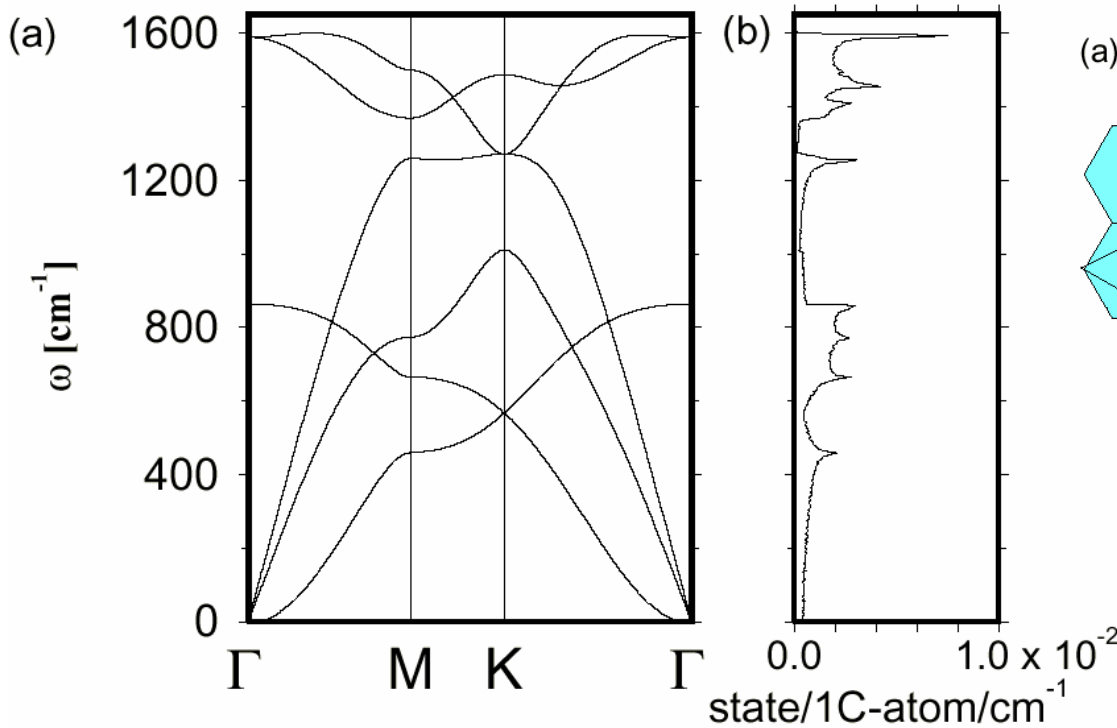 (a)
1600
1200
800
400
0
ω [cm⁻¹]
Γ M K Γ
(b)
0.0 1.0 x 10⁻²
state/1C-atom/cm⁻¹
(a)